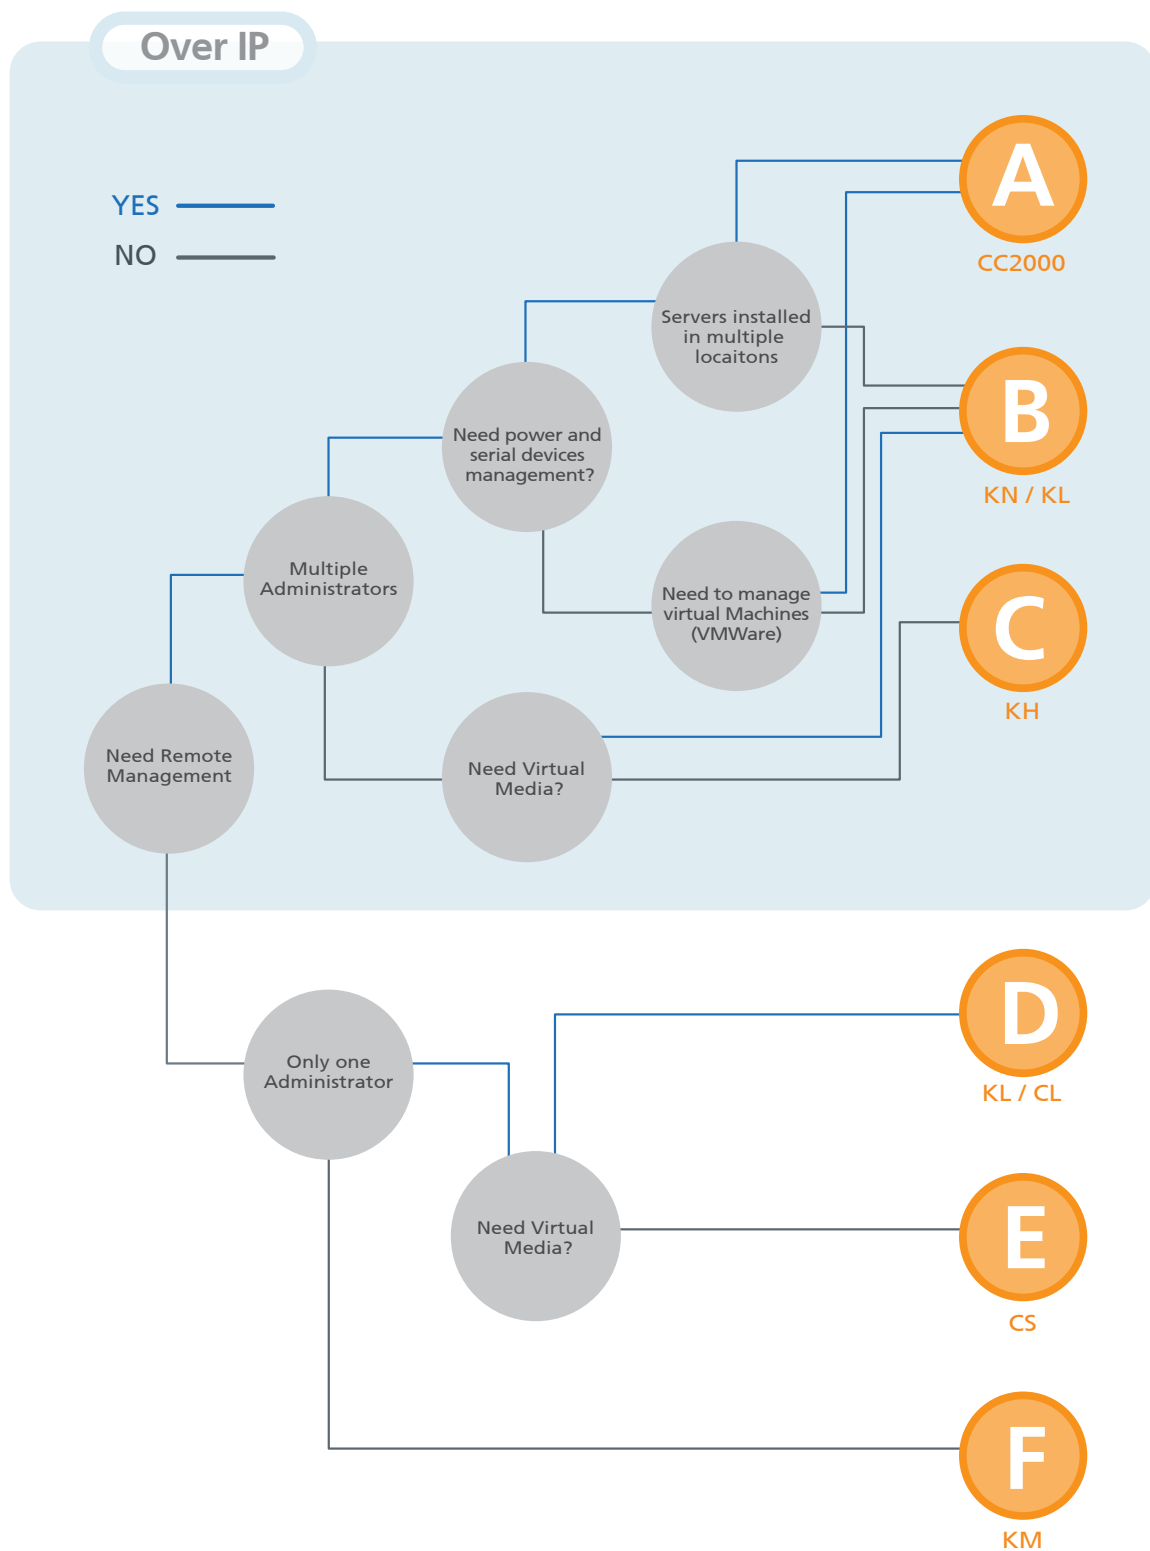 Over IP
YES
NO
A
CC2000
Servers installed
in multiple
locaitons
B
KN / KL
Need power and
serial devices
management?
Multiple
Administrators
Need to manage
virtual Machines
(VMWare)
C
KH
Need Remote
Management
Need Virtual
Media?
D
KL / CL
Only one
Administrator
Need Virtual
Media?
E
CS
F
KM